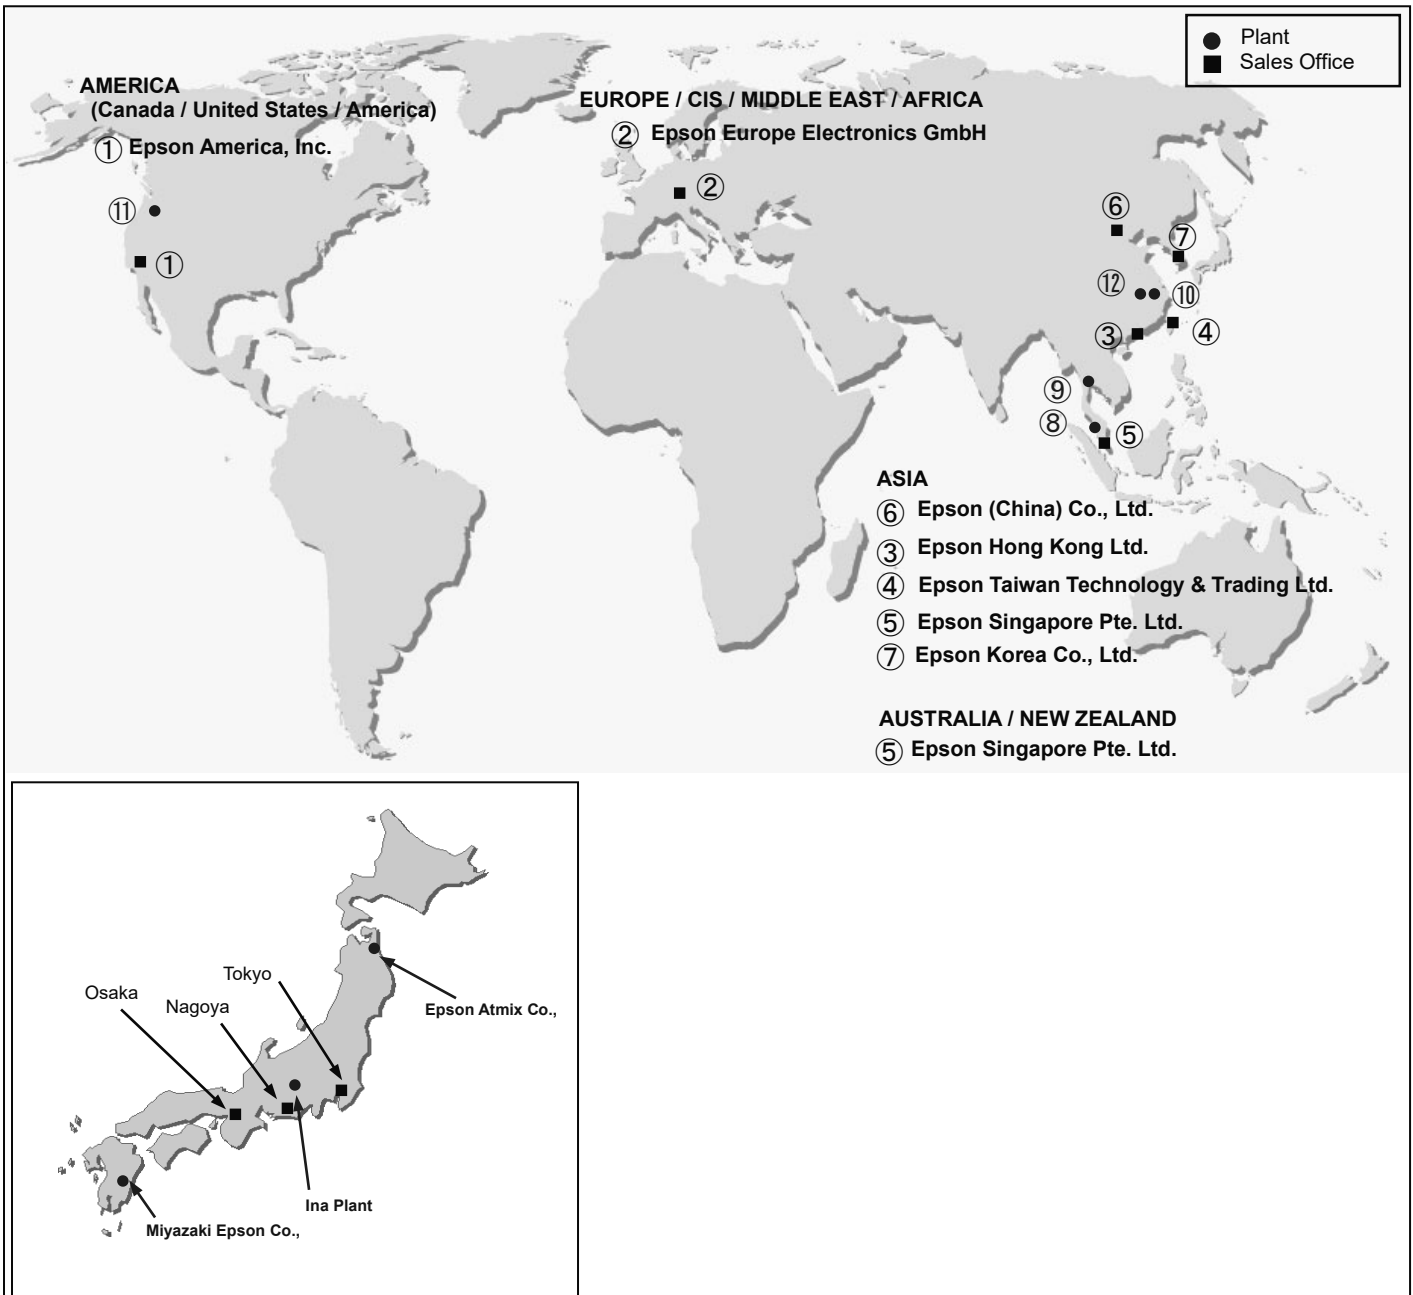 Plant
Sales Office
AMERICA
(Canada / United States / America)
① Epson America, Inc.
EUROPE / CIS / MIDDLE EAST / AFRICA
② Epson Europe Electronics GmbH
⑪
①
②
⑥
⑦
⑫
⑩
③
④
⑨
⑧
⑤
ASIA
⑥ Epson (China) Co., Ltd.
③ Epson Hong Kong Ltd.
④ Epson Taiwan Technology & Trading Ltd.
⑤ Epson Singapore Pte. Ltd.
⑦ Epson Korea Co., Ltd.
AUSTRALIA / NEW ZEALAND
⑤ Epson Singapore Pte. Ltd.
Tokyo
Osaka
Nagoya
Epson Atmix Co.,
Ina Plant
Miyazaki Epson Co.,